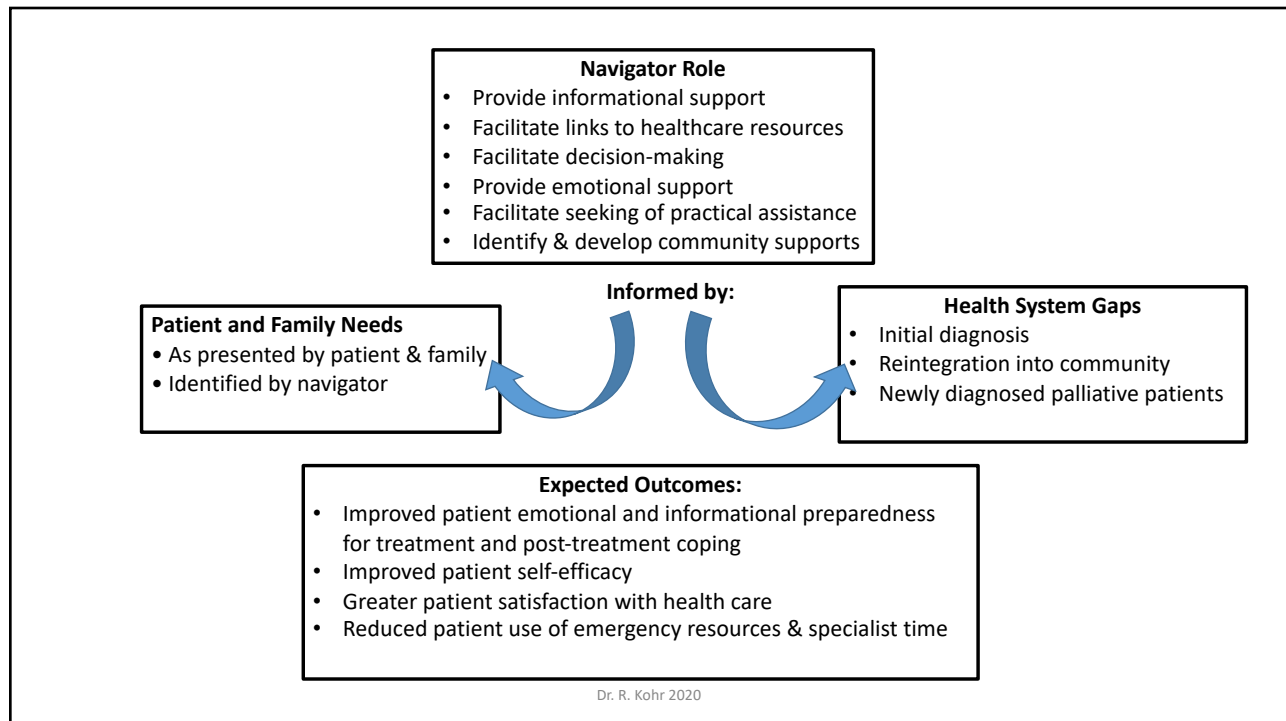 Navigator Role
• Provide informational support
• Facilitate links to healthcare resources
• Facilitate decision-making
• Provide emotional support
• Facilitate seeking of practical assistance
• Identify & develop community supports
Informed by:
Patient and Family Needs
• As presented by patient & family
• Identified by navigator
Health System Gaps
• Initial diagnosis
• Reintegration into community
• Newly diagnosed palliative patients
Expected Outcomes:
• Improved patient emotional and informational preparedness
for treatment and post-treatment coping
• Improved patient self-efficacy
• Greater patient satisfaction with health care
• Reduced patient use of emergency resources & specialist time
Dr. R. Kohr 2020